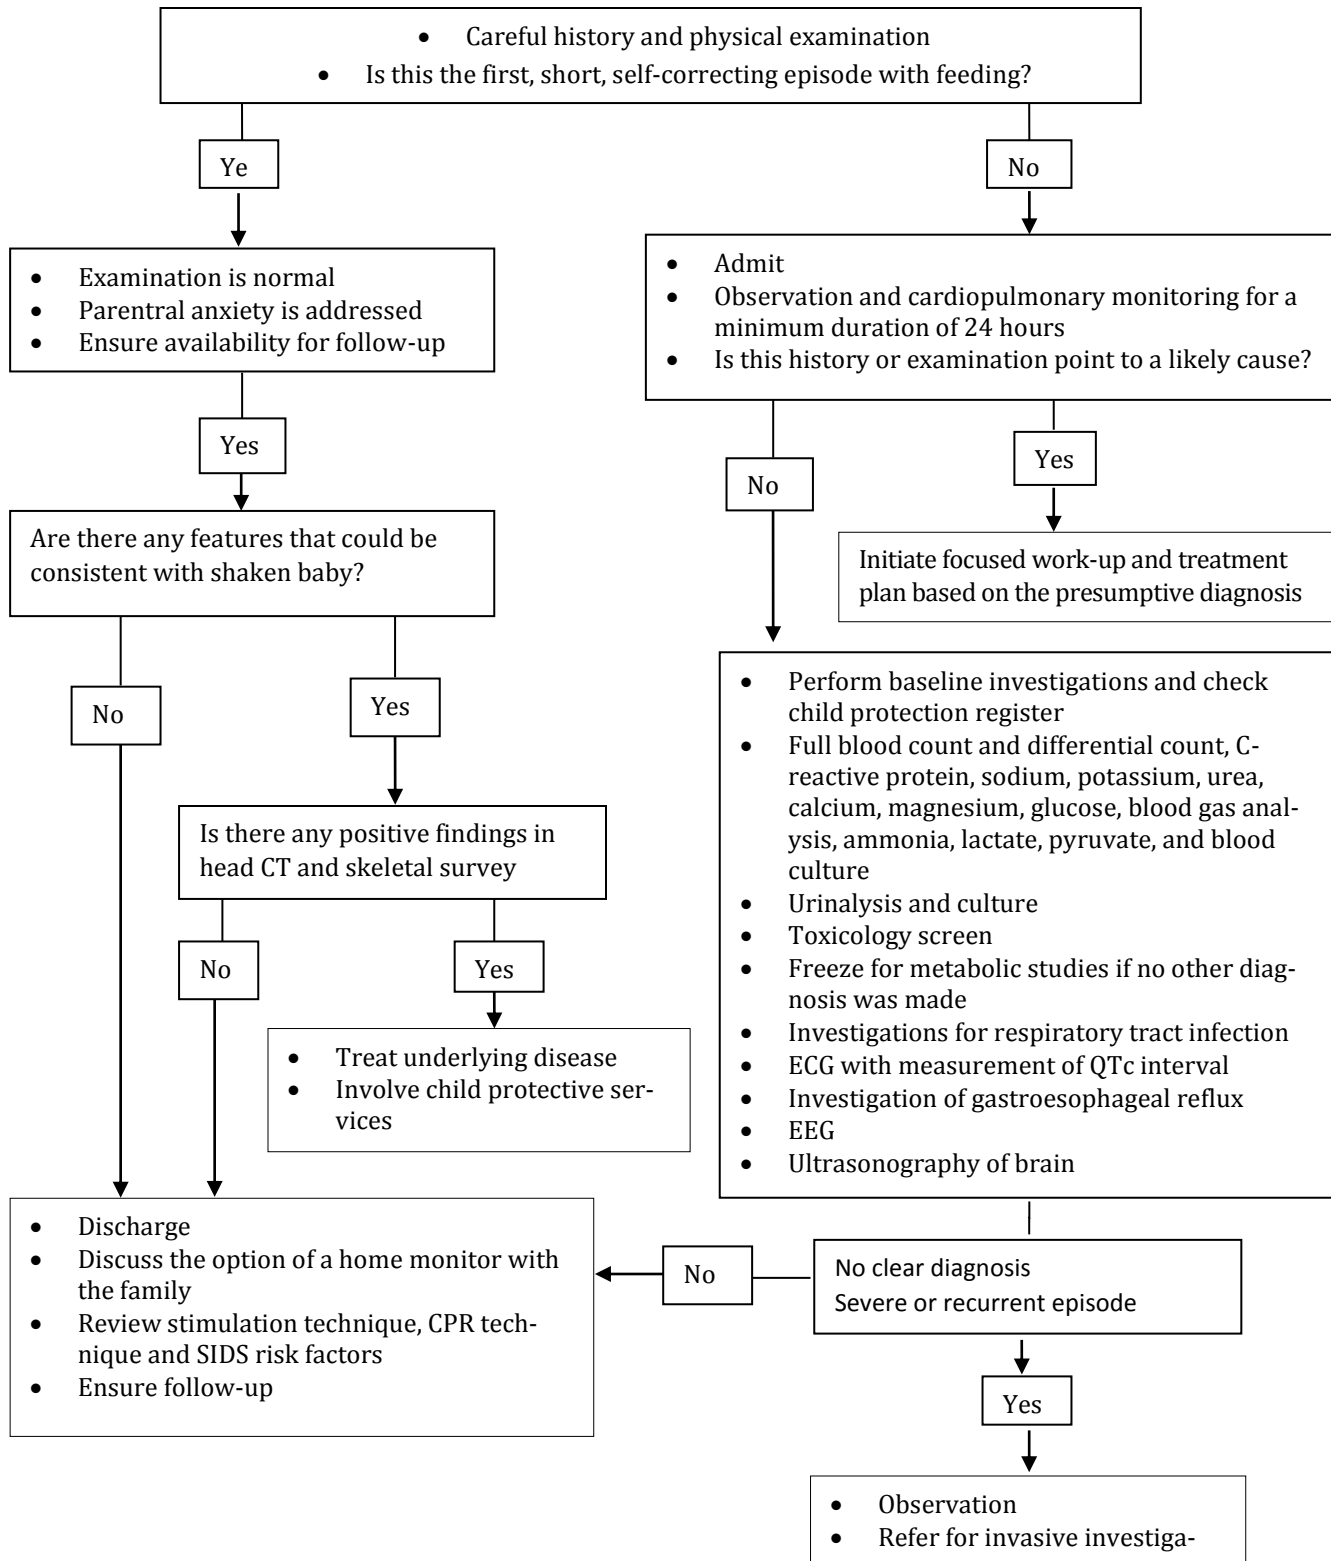 • Careful history and physical examination
• Is this the first, short, self-correcting episode with feeding?
Ye
No
• Examination is normal
• Parentral anxiety is addressed
• Ensure availability for follow-up
• Admit
• Observation and cardiopulmonary monitoring for a
minimum duration of 24 hours
• Is this history or examination point to a likely cause?
Yes
No
Yes
Are there any features that could be
consistent with shaken baby?
Initiate focused work-up and treatment
plan based on the presumptive diagnosis
No
Yes
• Perform baseline investigations and check
child protection register
• Full blood count and differential count, C-
reactive protein, sodium, potassium, urea,
calcium, magnesium, glucose, blood gas anal-
ysis, ammonia, lactate, pyruvate, and blood
culture
• Urinalysis and culture
• Toxicology screen
• Freeze for metabolic studies if no other diag-
nosis was made
• Investigations for respiratory tract infection
• ECG with measurement of QTc interval
• Investigation of gastroesophageal reflux
• EEG
• Ultrasonography of brain
Is there any positive findings in
head CT and skeletal survey
No
Yes
• Treat underlying disease
• Involve child protective ser-
vices
• Discharge
• Discuss the option of a home monitor with
the family
• Review stimulation technique, CPR tech-
nique and SIDS risk factors
• Ensure follow-up
No
No clear diagnosis
Severe or recurrent episode
Yes
• Observation
• Refer for invasive investiga-